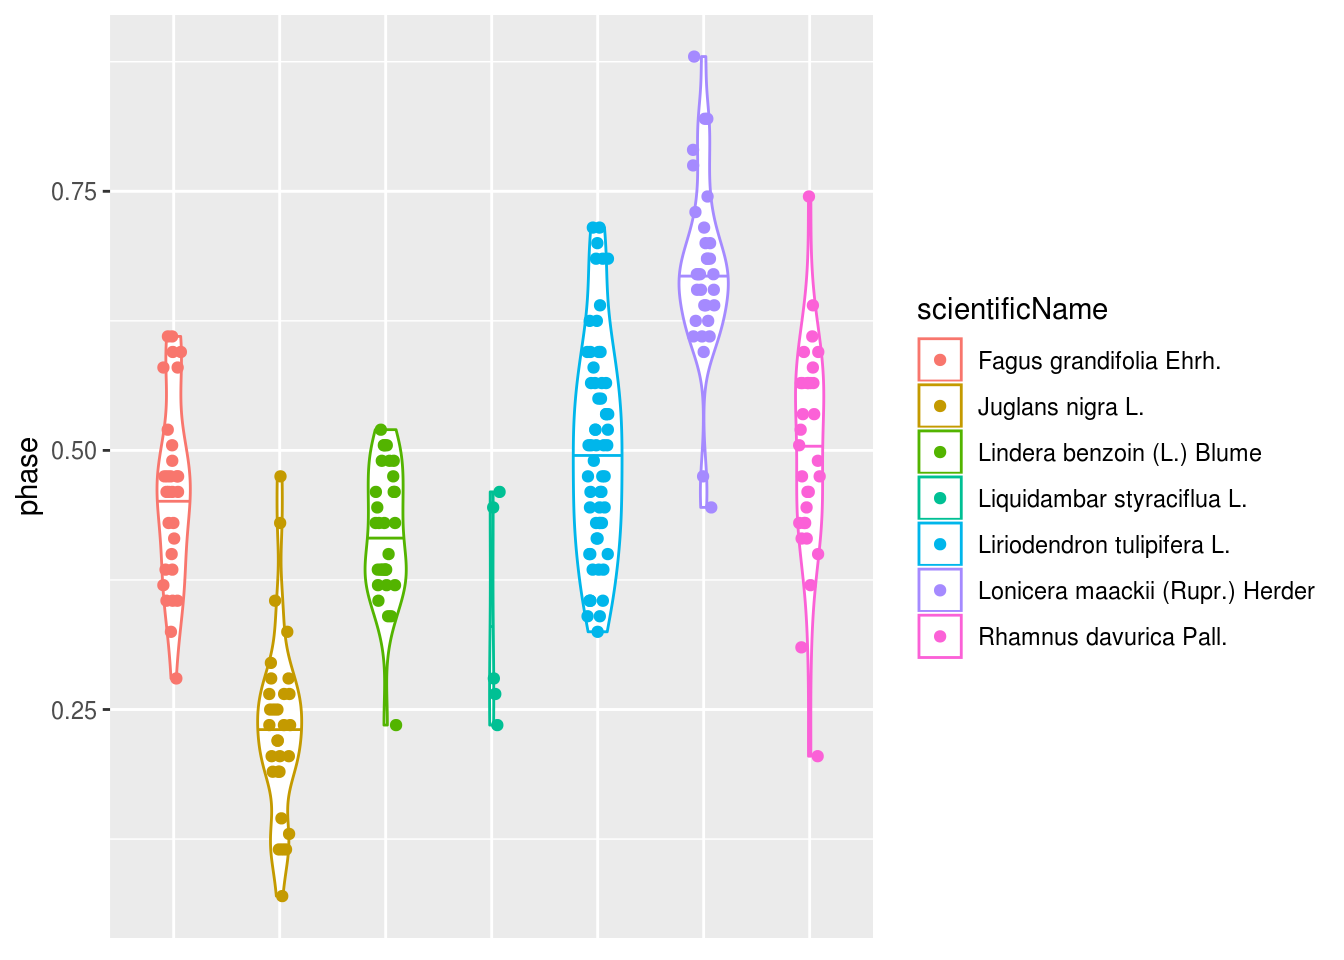 phase
0.75
0.50
0.25
scientificName
Fagus grandifolia Ehrh.
Juglans nigra L.
Lindera benzoin (L.) Blume
Liquidambar styraciflua L.
Liriodendron tulipifera L.
Lonicera maackii (Rupr.) Herder
Rhamnus davurica Pall.